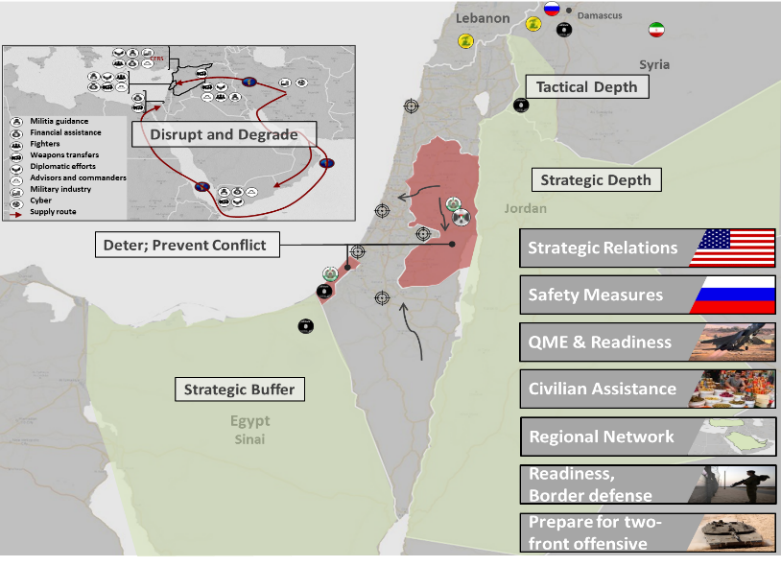 Lebanon
Damascus
Syria
Tactical Depth
Disrupt and Degrade
Militia guidance
Financial assistance
Fighters
Weapons transfers
Diplomatic efforts
Advisors and commanders
Military industry
Cyber
Supply route
Strategic Depth
Jordan
Deter; Prevent Conflict
Strategic Relations
Safety Measures
QME & Readiness
Strategic Buffer
Civilian Assistance
Egypt
Sinai
Regional Network
Readiness,
Border defense
Prepare for two-
front offensive